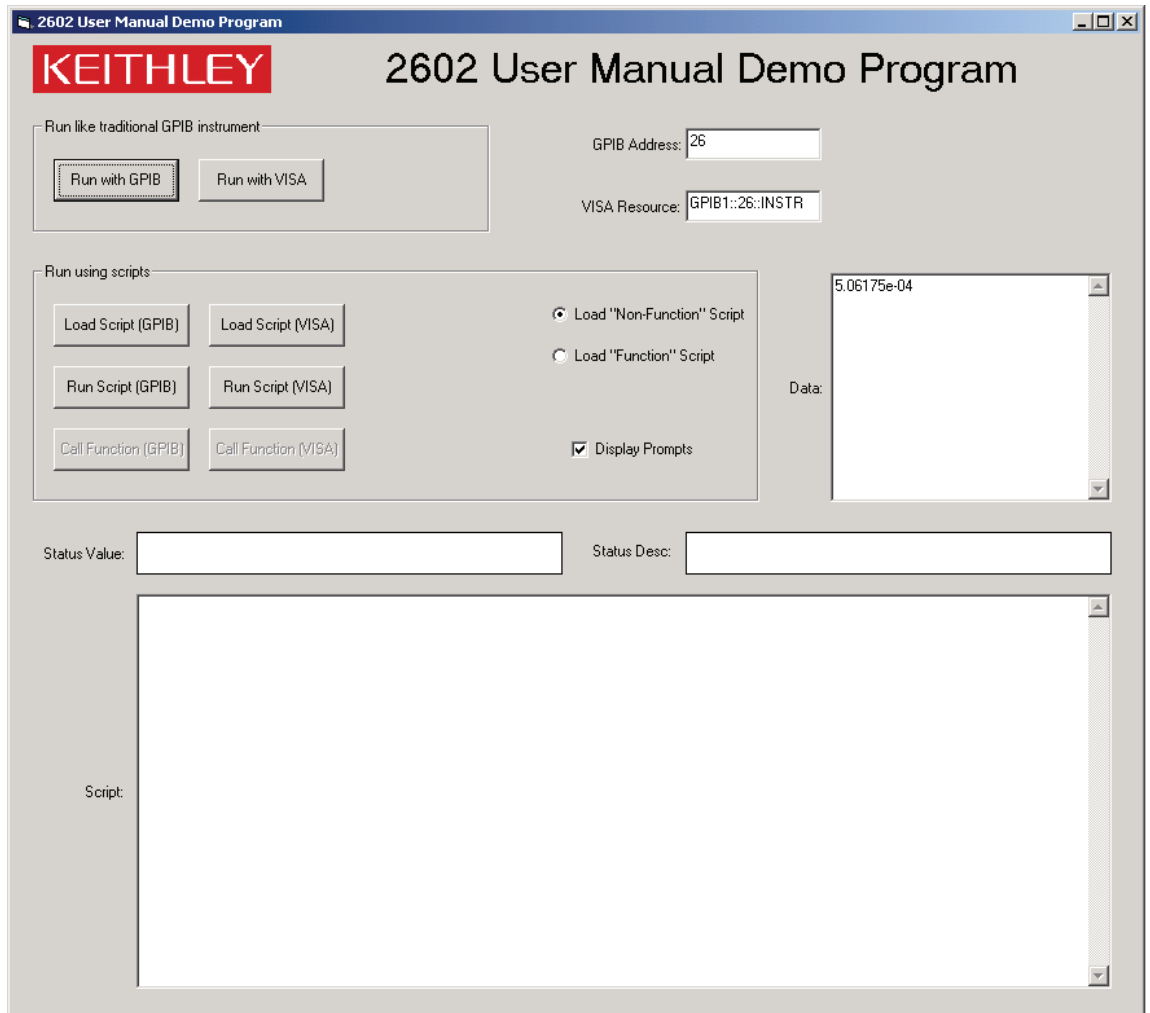 2602 User Manual Demo Program
KEITHLEY
2602 User Manual Demo Program
Run like traditional GPIB instrument
Run with GPIB
Run with VISA
GPIB Address:
26
VISA Resource:
GPIB1::26::INSTR
Run using scripts
Load Script (GPIB)
Load Script (VISA)
Load "Non-Function" Script
Load "Function" Script
Run Script (GPIB)
Run Script (VISA)
Call Function (GPIB)
Call Function (VISA)
Display Prompts
Data:
5.06175e-04
Status Value:
Status Desc:
Script: